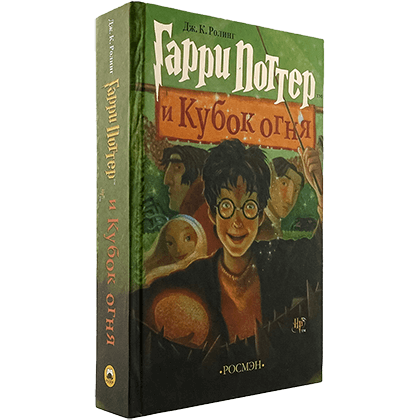 Дж. К. Ролинг
Гарри Поттер
и Кубок огня
·РОСМЭН·
Дж. К. Ролинг
Гарри Поттер
и Кубок огня